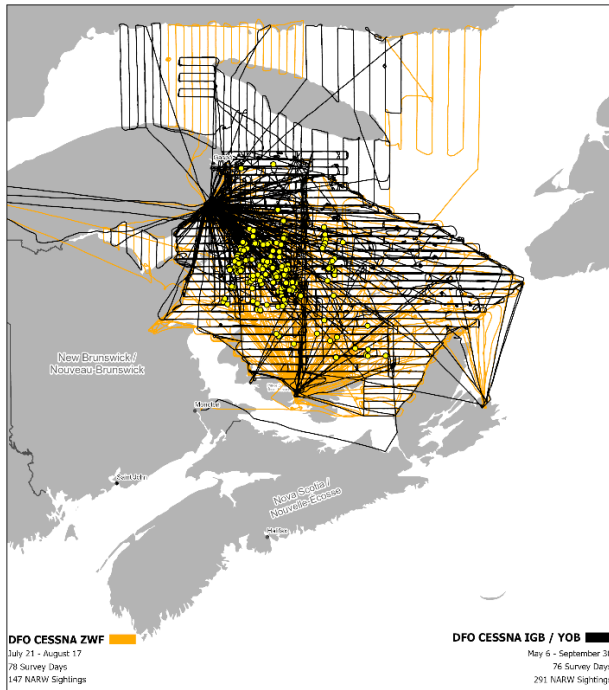 Gaspé
New Brunswick /
Nouveau-Brunswick
Moncton
Saint John
Nova Scotia /
Nouvelle-Écosse
Halifax
DFO CESSNA ZWF
July 21 - August 17
78 Survey Days
147 NARW Sightings
DFO CESSNA IGB / YOB
May 6 - September 30
76 Survey Days
291 NARW Sightings